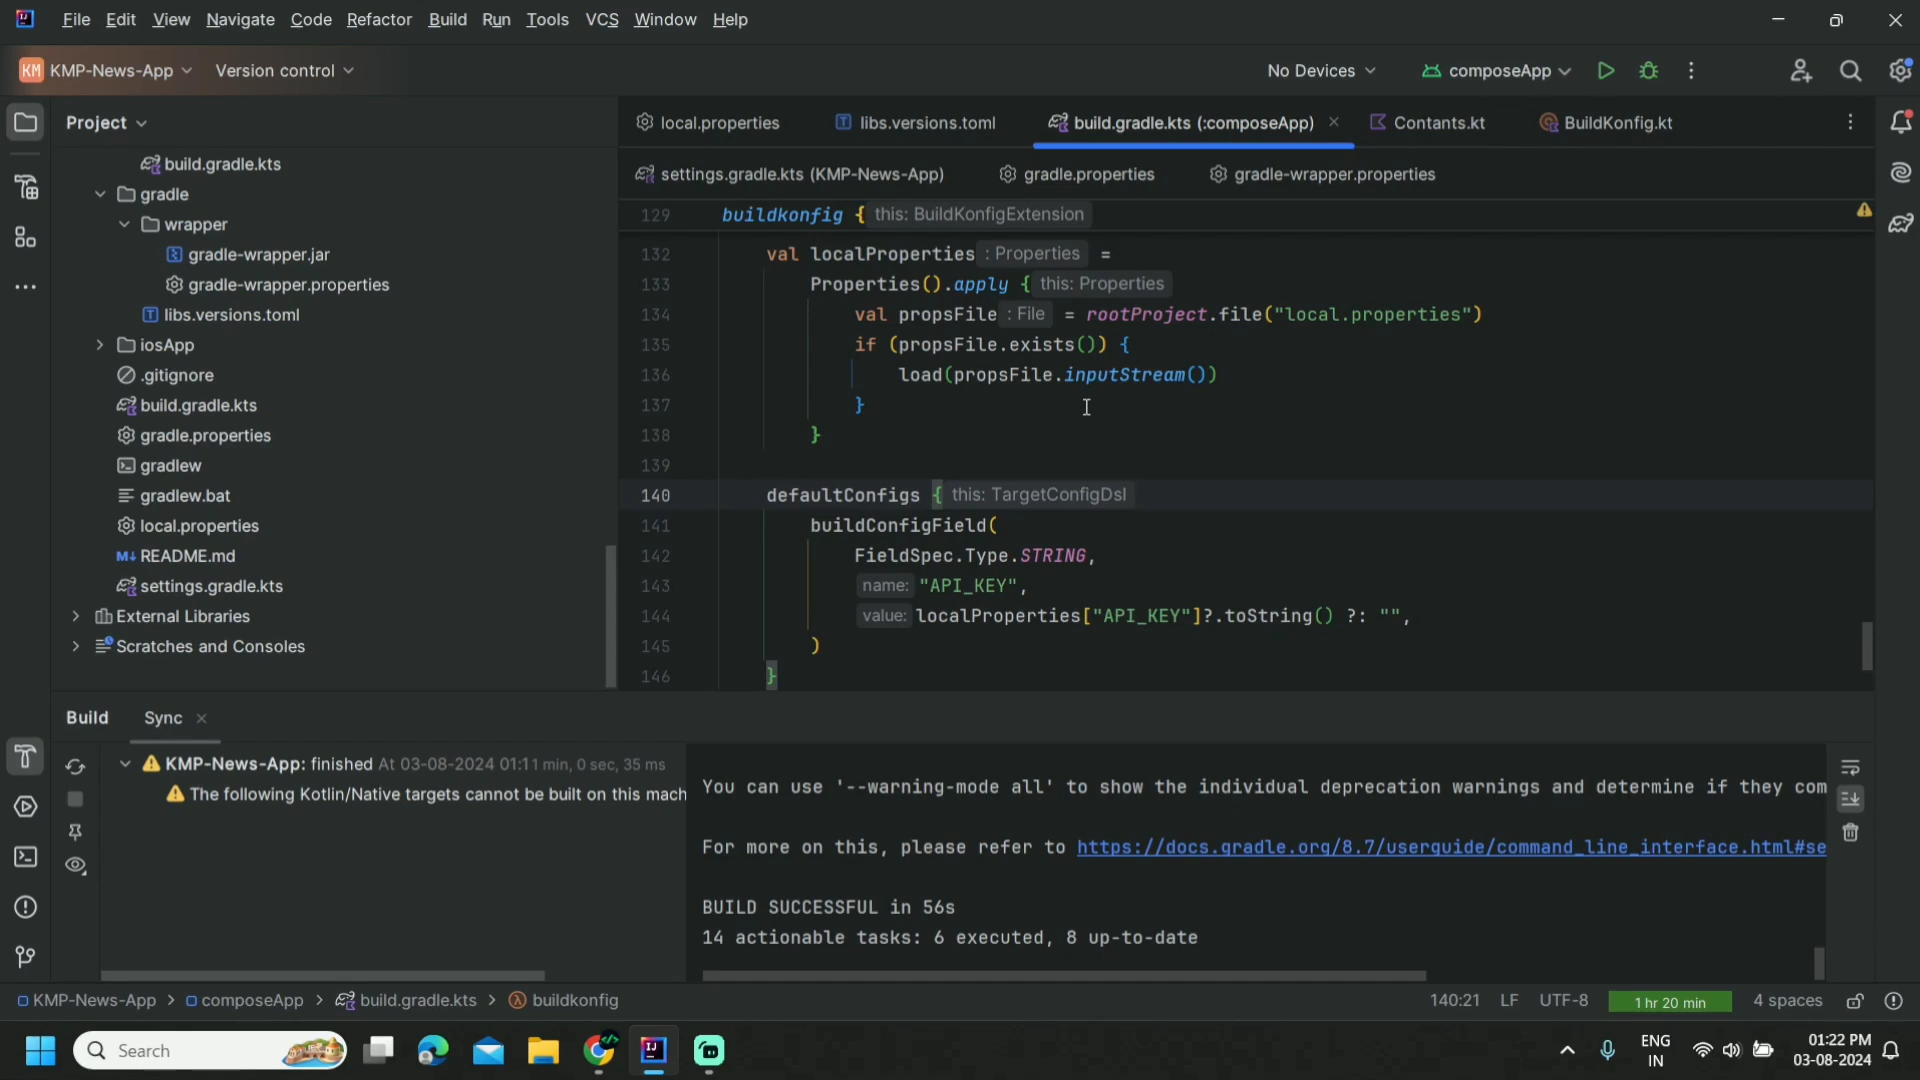 File Edit View Navigate Code Refactor Build Run Tools VCS Window Help
KM KMP-News-App Version control No Devices composeApp
Project
local.properties libs.versions.toml build.gradle.kts (:composeApp) Contants.kt BuildKonfig.kt
settings.gradle.kts (KMP-News-App) gradle.properties gradle-wrapper.properties
build.gradle.kts
gradle
wrapper
gradle-wrapper.jar
gradle-wrapper.properties
libs.versions.toml
iosApp
.gitignore
build.gradle.kts
gradle.properties
gradlew
gradlew.bat
local.properties
README.md
settings.gradle.kts
External Libraries
Scratches and Consoles
129 buildkonfig { this: BuildKonfigExtension
132 val localProperties : Properties =
133 Properties().apply { this: Properties
134 val propsFile : File = rootProject.file("local.properties")
135 if (propsFile.exists()) {
136 load(propsFile.inputStream())
137 }
138 }
139
140 defaultConfigs { this: TargetConfigDsl
141 buildConfigField(
142 FieldSpec.Type.STRING,
143 name: "API_KEY",
144 value: localProperties["API_KEY"]?.toString() ?: "",
145 )
146 }
Build Sync
KMP-News-App: finished At 03-08-2024 01:11 min, 0 sec, 35 ms
The following Kotlin/Native targets cannot be built on this mach
You can use '--warning-mode all' to show the individual deprecation warnings and determine if they com
For more on this, please refer to https://docs.gradle.org/8.7/userguide/command_line_interface.html#se
BUILD SUCCESSFUL in 56s
14 actionable tasks: 6 executed, 8 up-to-date
KMP-News-App > composeApp > build.gradle.kts > buildkonfig 140:21 LF UTF-8 1 hr 20 min 4 spaces
Search
ENG
IN
01:22 PM
03-08-2024